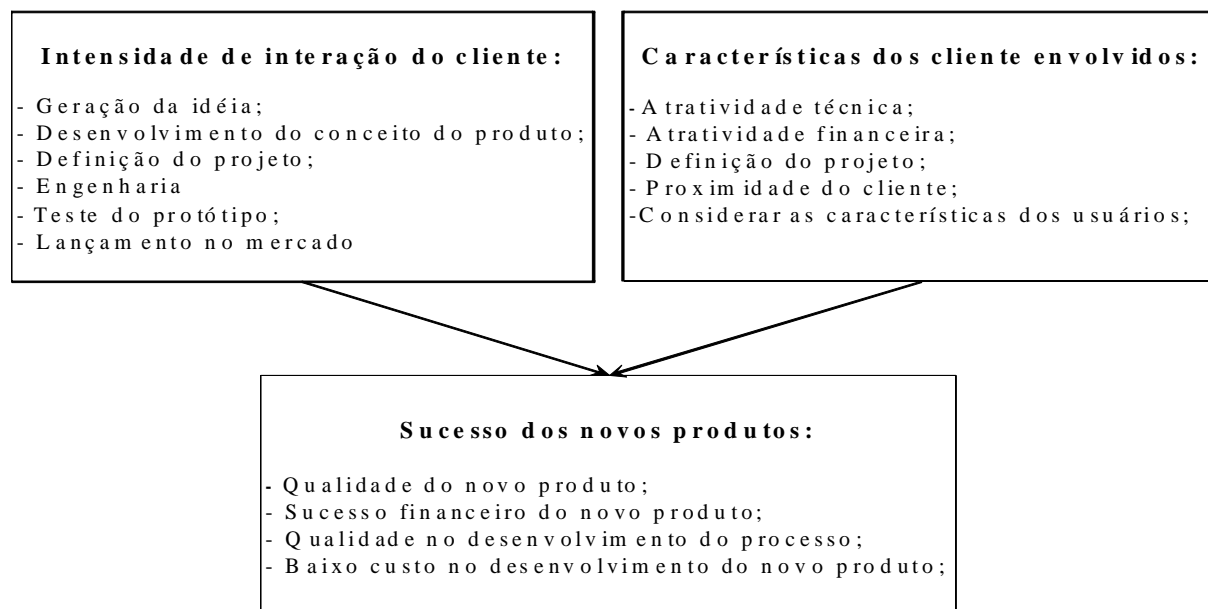 Intensidade de interação do cliente:
- Geração da idéia;
- Desenvolvimento do conceito do produto;
- Definição do projeto;
- Engenharia
- Teste do protótipo;
- Lançamento no mercado
Características dos cliente envolvidos:
- Atratividade técnica;
- Atratividade financeira;
- Definição do projeto;
- Proximidade do cliente;
-Considerar as características dos usuários;
Sucesso dos novos produtos:
- Qualidade do novo produto;
- Sucesso financeiro do novo produto;
- Qualidade no desenvolvimento do processo;
- Baixo custo no desenvolvimento do novo produto;